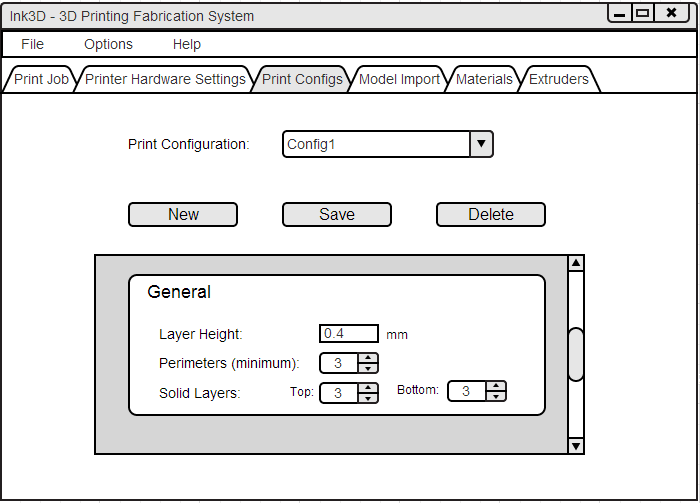 Ink3D - 3D Printing Fabrication System
File Options Help
Print Job Printer Hardware Settings Print Configs Model Import Materials Extruders
Print Configuration: Config1
New Save Delete
General
Layer Height: 0.4 mm
Perimeters (minimum): 3
Solid Layers: Top: 3 Bottom: 3